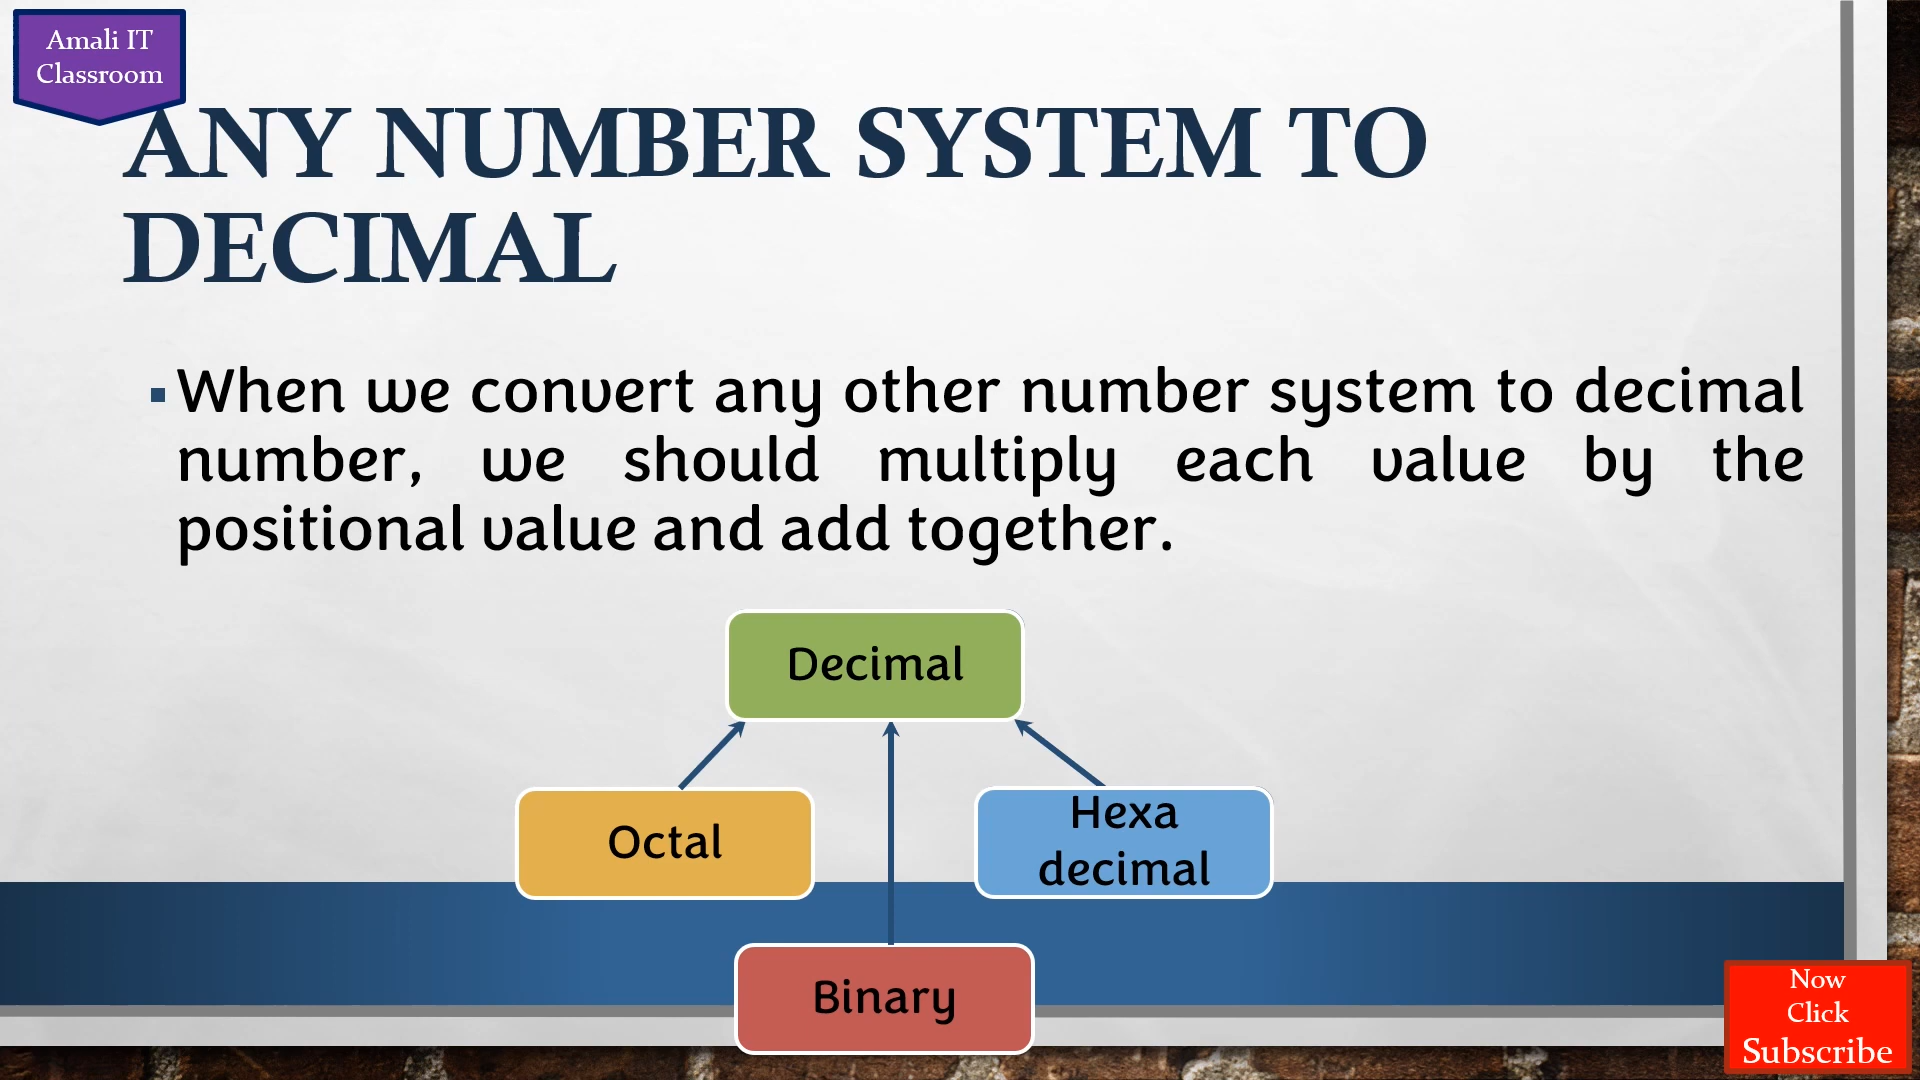 Amali IT
Classroom
ANY NUMBER SYSTEM TO
DECIMAL
When we convert any other number system to decimal
number, we should multiply each value by the
positional value and add together.
Decimal
Octal
Hexa
decimal
Binary
Now
Click
Subscribe